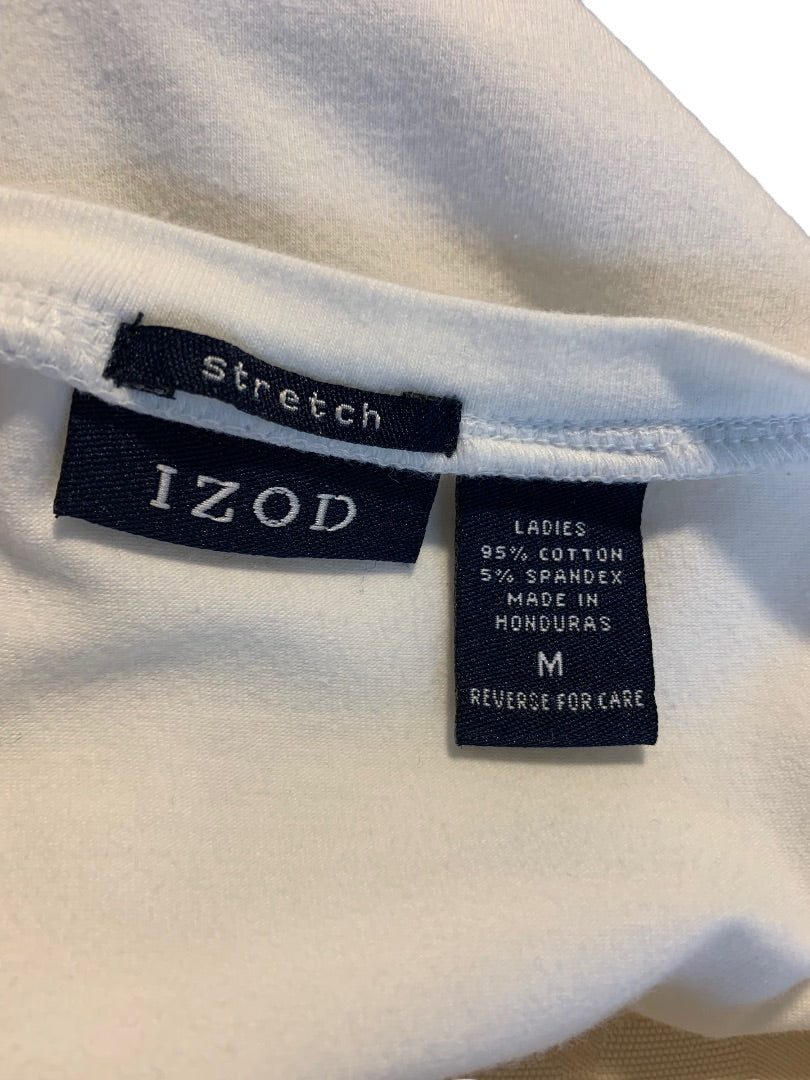 stretch
IZOD
LADIES
95% COTTON
5% SPANDEX
MADE IN
HONDURAS
M
REVERSE FOR CARE